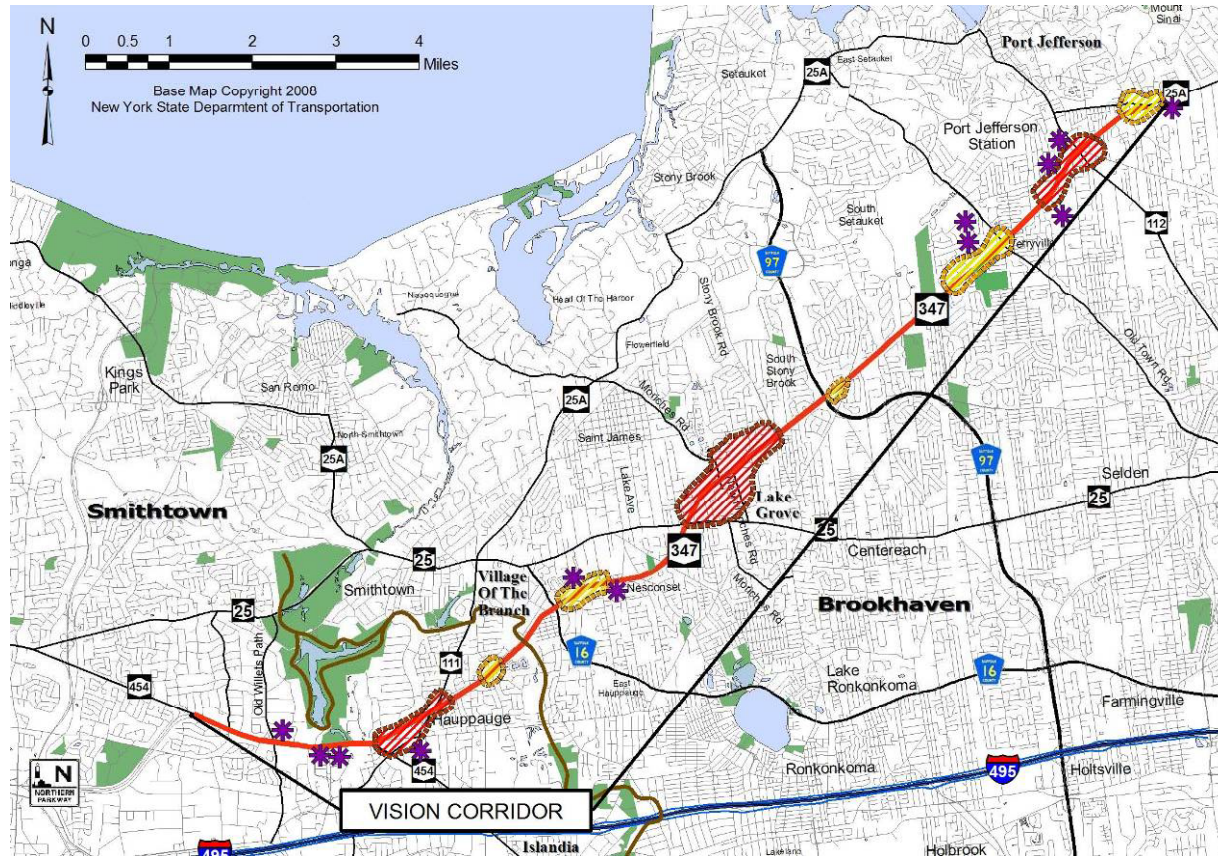 N
0 0.5 1 2 3 4
Miles
Base Map Copyright 2008
New York State Deparmtent of Transportation
Mount
Sinai
Port Jefferson
25A
East Setauket
Setauket
25A
Port Jefferson
Station
Stony Brook
South
Setauket
112
Terryville
97
347
Nissequogue
Head Of The Harbor
Stony Brook Rd
Flowerfield
Old Town Rd
Kings
Park
San Remo
South
Stony
Brook
Moriches Rd
25A
North Smithtown
Saint James
25A
97
Selden
Lake Ave
Lake
Grove
25
Smithtown
25
Centereach
347
25
Smithtown
Village
Of The
Branch
Nesconset
Moriches Rd
Brookhaven
25
Old Willets Path
111
16
Lake
Ronkonkoma
16
East
Hauppauge
454
Farmingville
Hauppauge
454
Ronkonkoma
495
Holtsville
N
NORTHERN
PARKWAY
VISION CORRIDOR
Islandia
495
Lakeland
Holbrook